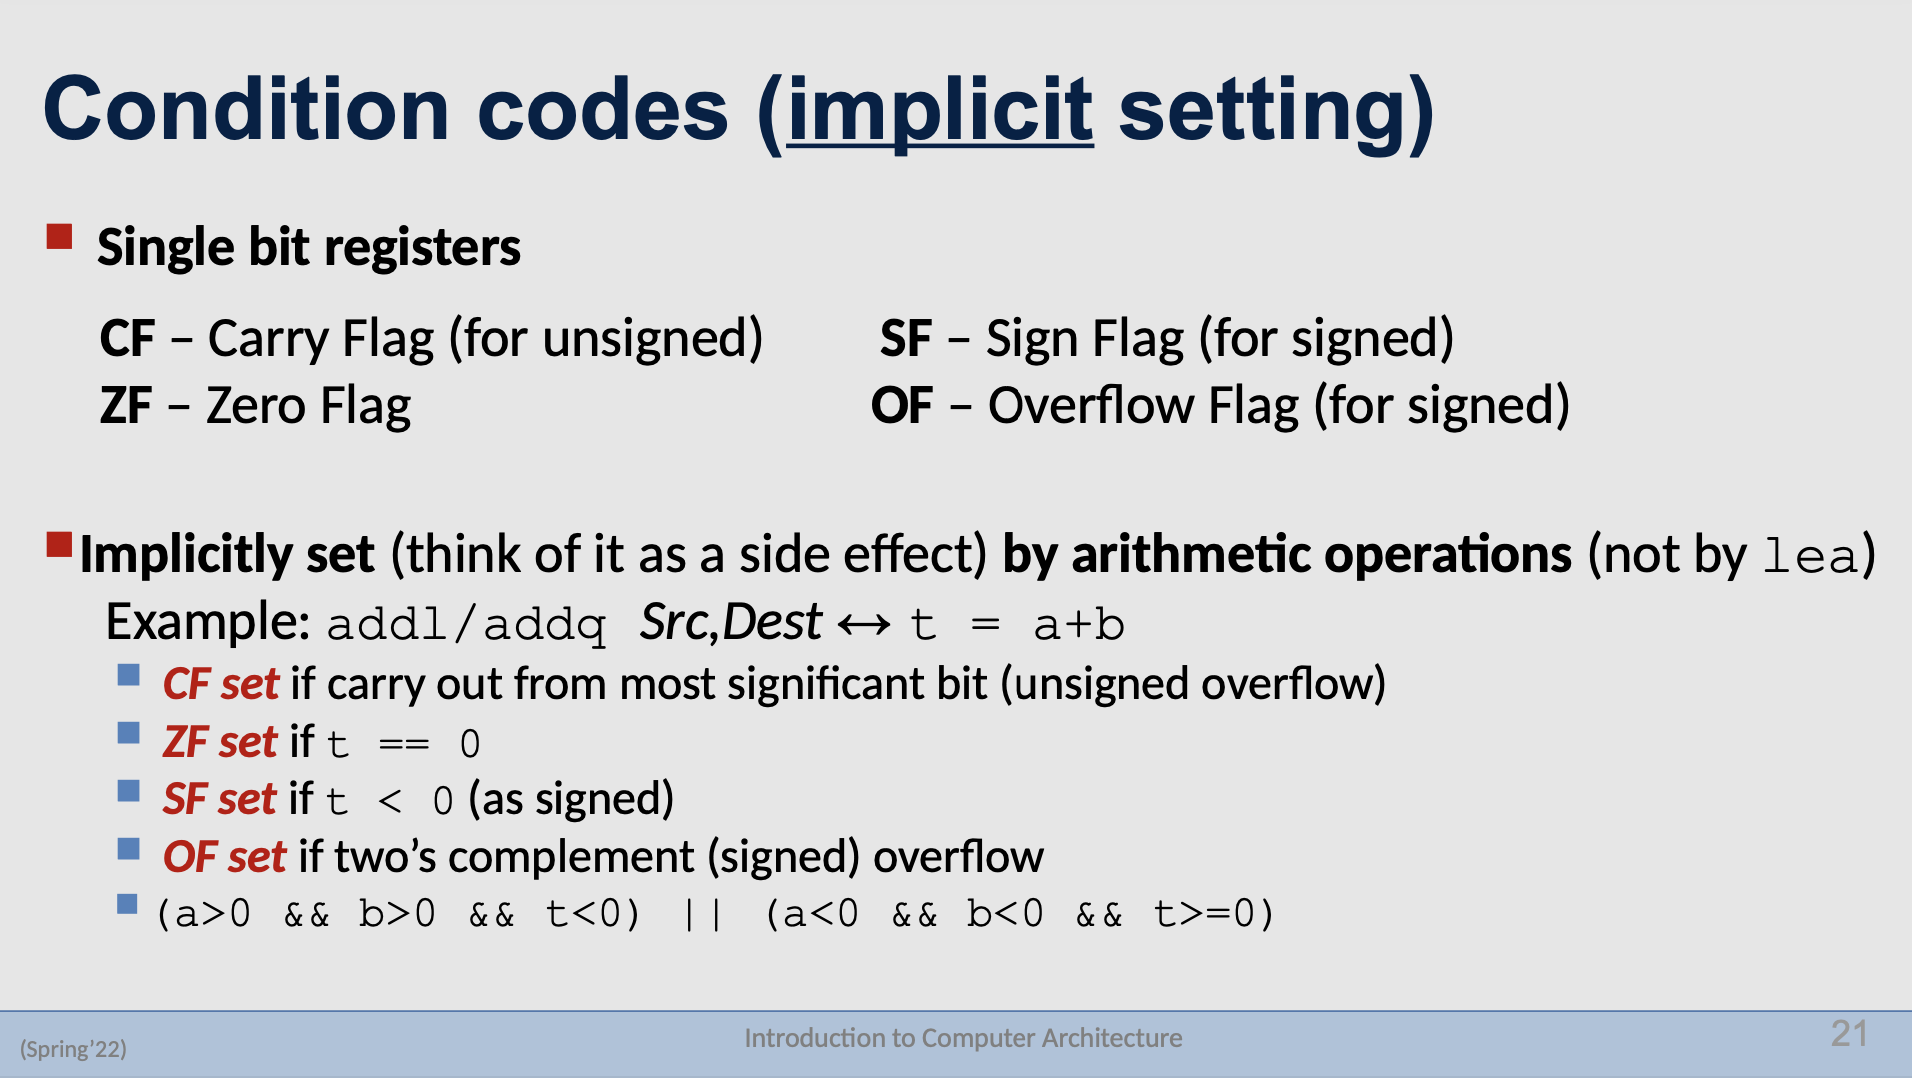 Condition codes (implicit setting)
Single bit registers
CF – Carry Flag (for unsigned) SF – Sign Flag (for signed)
ZF – Zero Flag OF – Overflow Flag (for signed)
Implicitly set (think of it as a side effect) by arithmetic operations (not by lea)
Example: addl/addq Src,Dest ↔ t = a+b
CF set if carry out from most significant bit (unsigned overflow)
ZF set if t == 0
SF set if t < 0 (as signed)
OF set if two’s complement (signed) overflow
(a>0 && b>0 && t<0) || (a<0 && b<0 && t>=0)
(Spring’22) Introduction to Computer Architecture 21